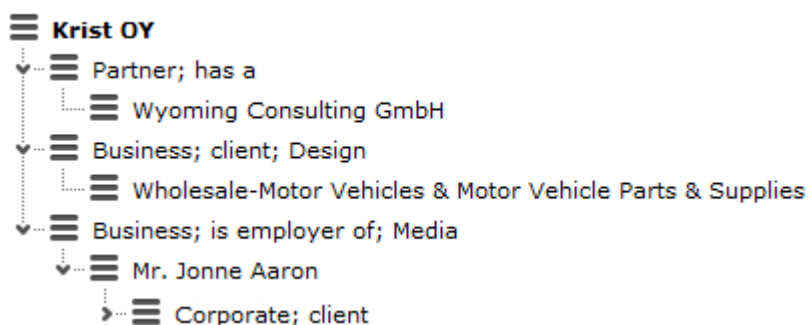 Krist OY
Partner; has a
Wyoming Consulting GmbH
Business; client; Design
Wholesale-Motor Vehicles & Motor Vehicle Parts & Supplies
Business; is employer of; Media
Mr. Jonne Aaron
Corporate; client